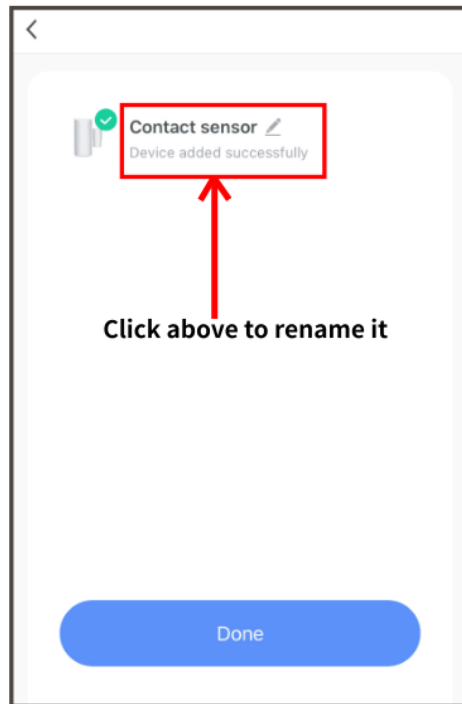 Contact sensor
Device added successfully
Click above to rename it
Done